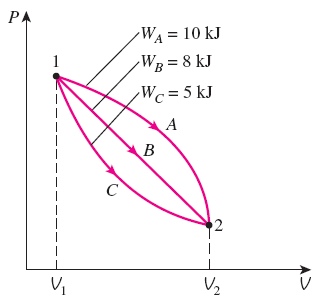 P
W_A = 10 kJ
W_B = 8 kJ
W_C = 5 kJ
1
A
B
C
2
V_1
V_2
V